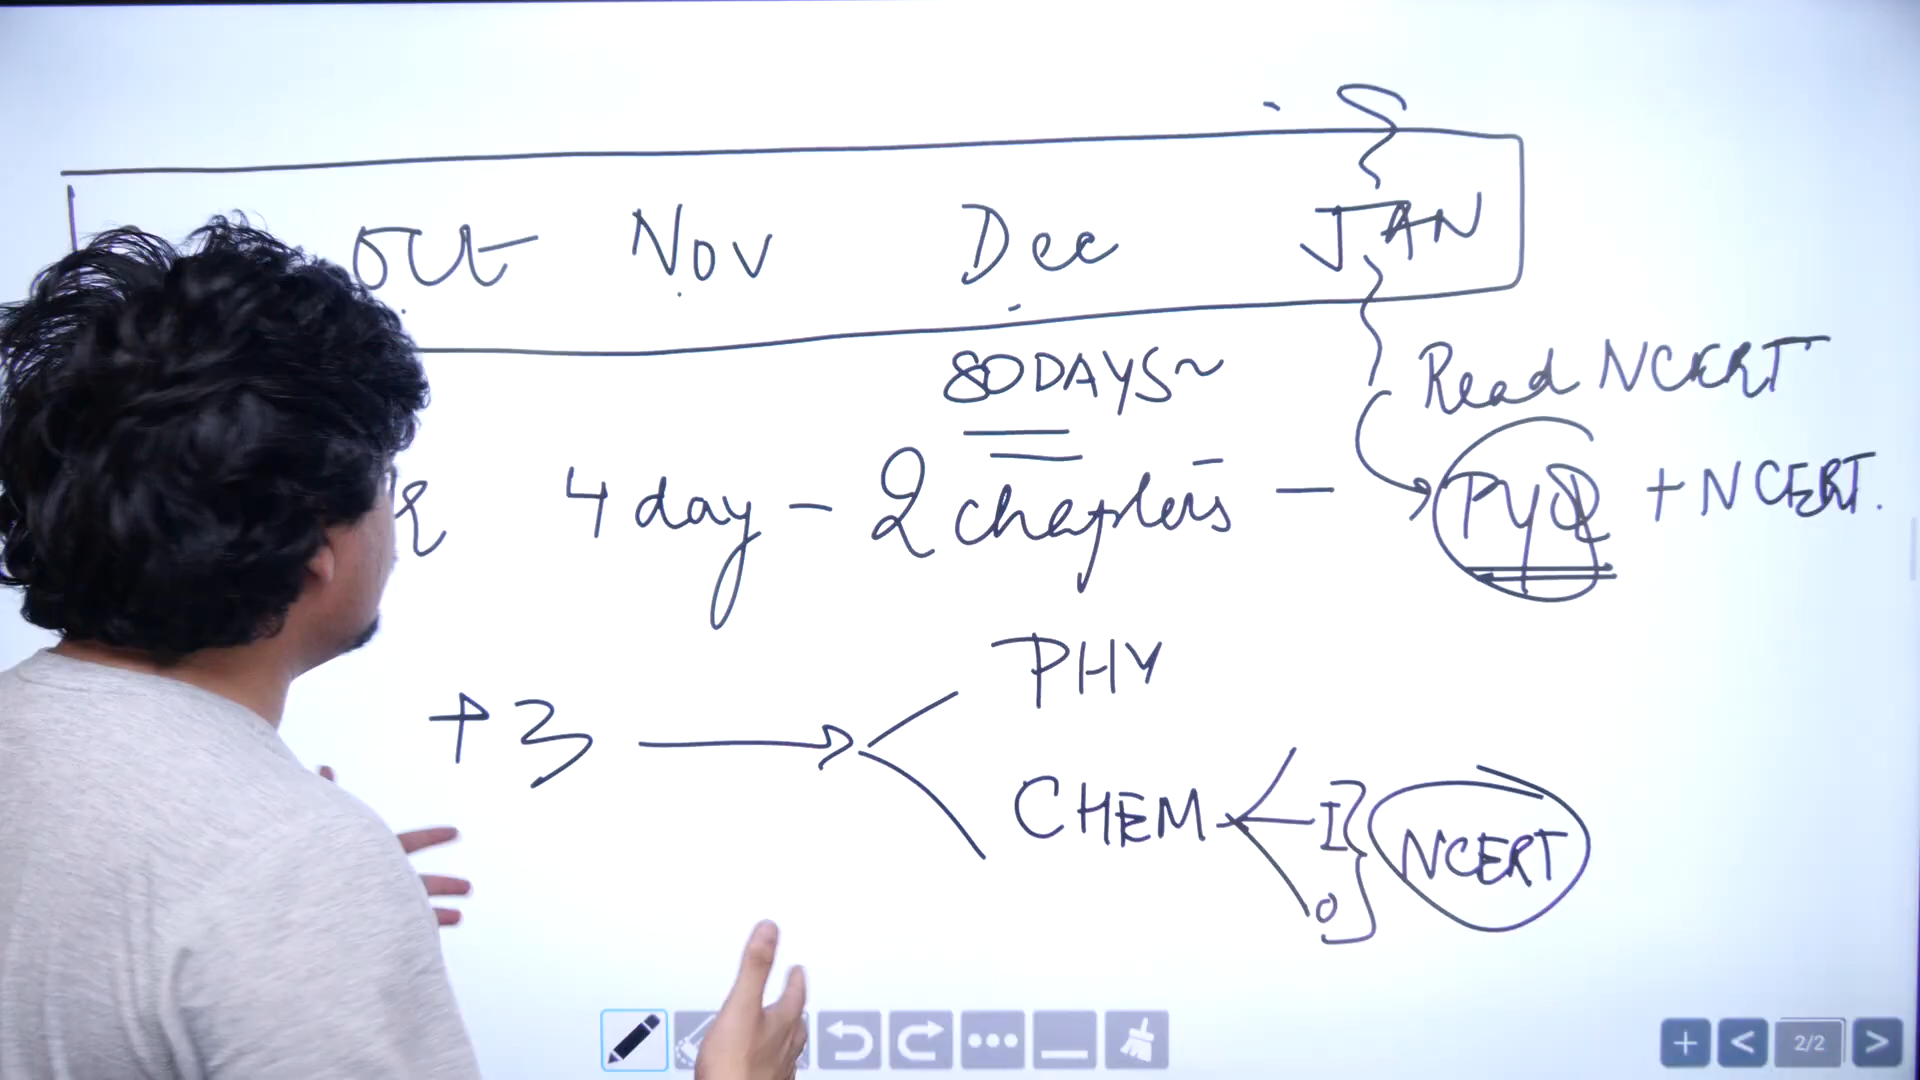 Oct Nov Dec JAN
80 DAYS~
Read NCERT
4 day - 2 chapters - PYQ + NCERT.
PHY
+3
CHEM I NCERT
O
2/2